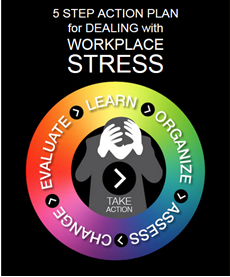 5 STEP ACTION PLAN
for DEALING with
WORKPLACE
STRESS
LEARN
ORGANIZE
ASSESS
CHANGE
EVALUATE
TAKE
ACTION